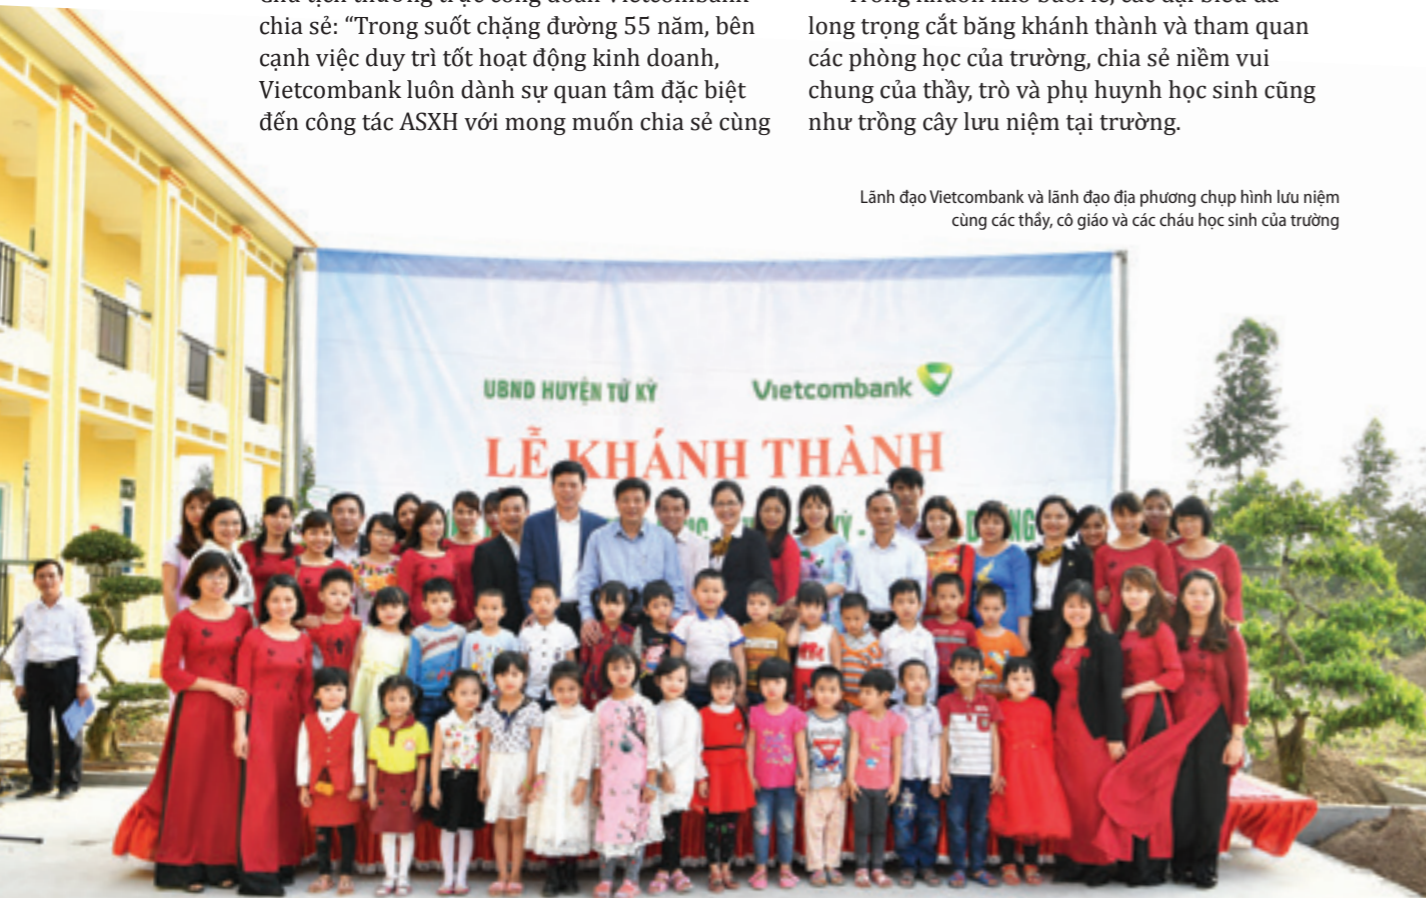 chia sẻ: “Trong suốt chặng đường 55 năm, bên
cạnh việc duy trì tốt hoạt động kinh doanh,
Vietcombank luôn dành sự quan tâm đặc biệt
đến công tác ASXH với mong muốn chia sẻ cùng
long trọng cắt băng khánh thành và tham quan
các phòng học của trường, chia sẻ niềm vui
chung của thầy, trò và phụ huynh học sinh cũng
như trồng cây lưu niệm tại trường.
Lãnh đạo Vietcombank và lãnh đạo địa phương chụp hình lưu niệm
cùng các thầy, cô giáo và các cháu học sinh của trường
UBND HUYỆN TỨ KỲ
Vietcombank
LỄ KHÁNH THÀNH